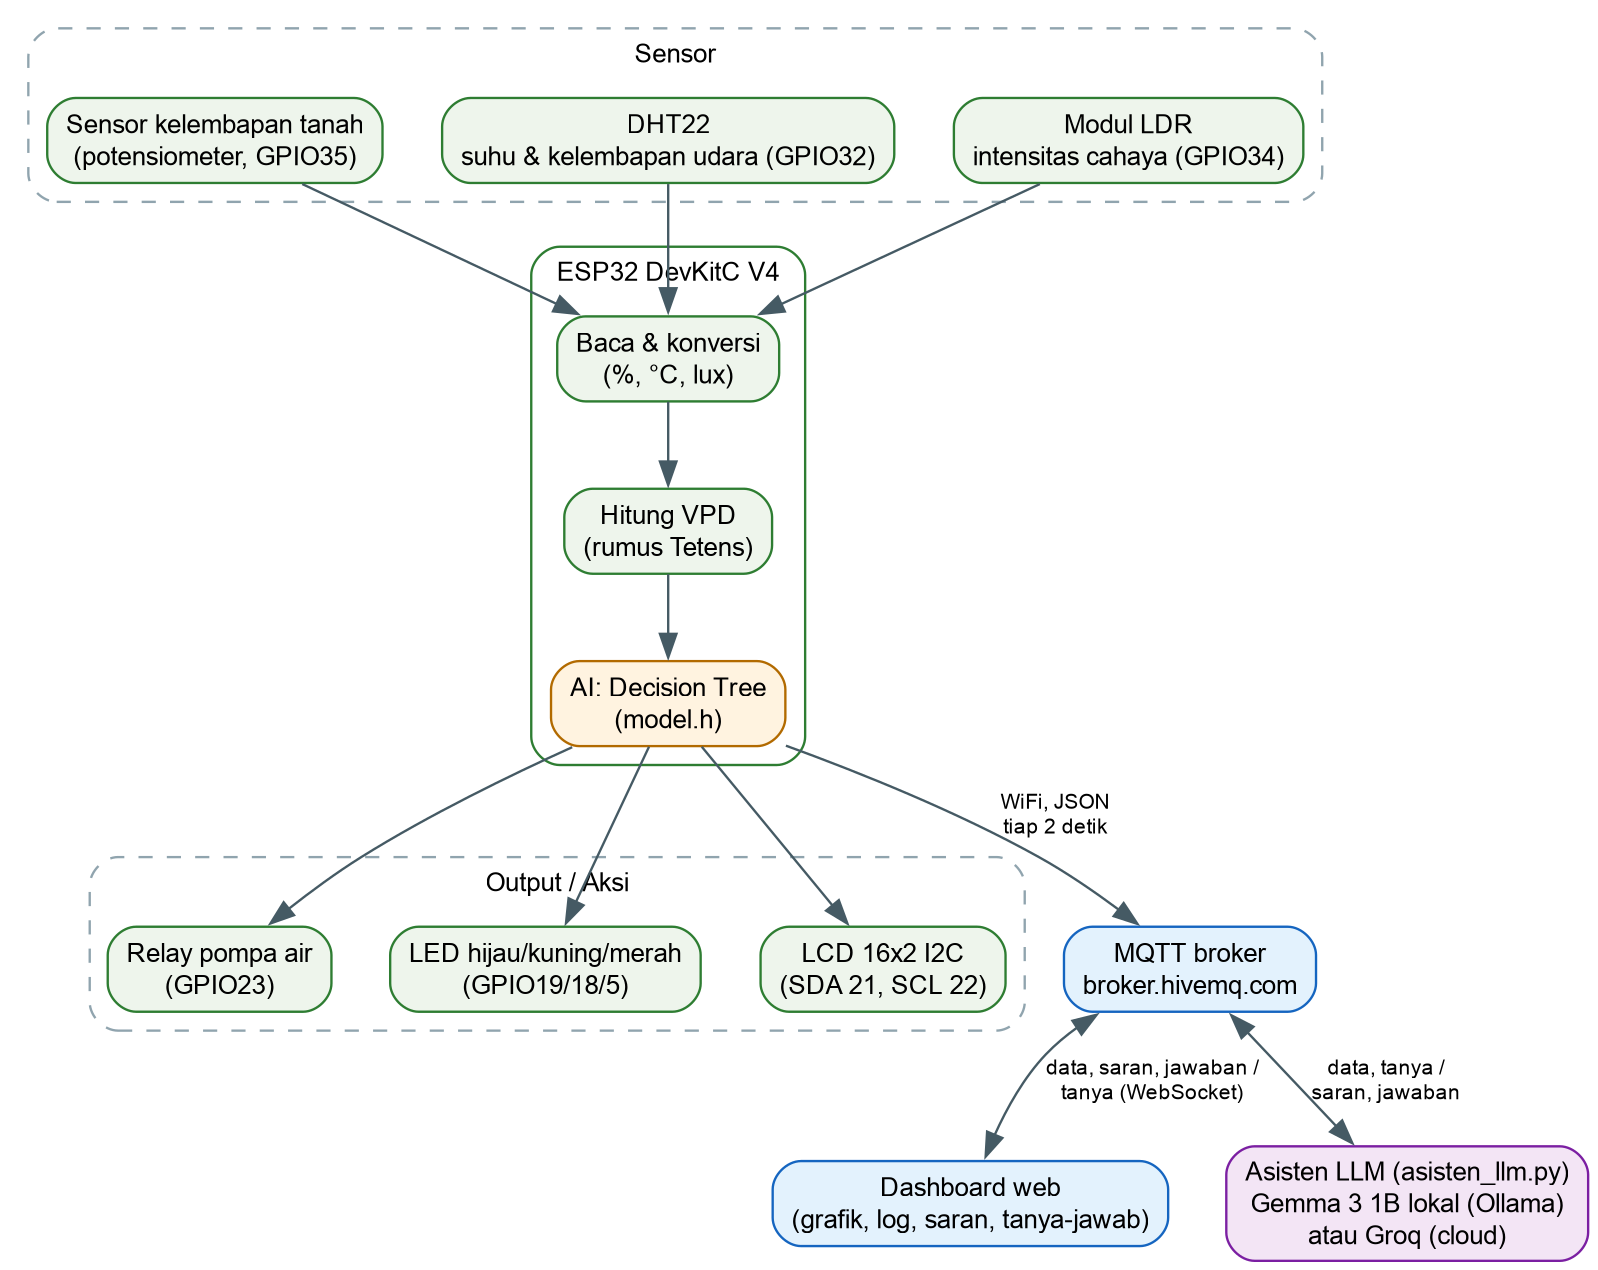 Sensor
Sensor kelembapan tanah
(potensiometer, GPIO35)
DHT22
suhu & kelembapan udara (GPIO32)
Modul LDR
intensitas cahaya (GPIO34)
ESP32 DevKitC V4
Baca & konversi
(%, °C, lux)
Hitung VPD
(rumus Tetens)
AI: Decision Tree
(model.h)
WiFi, JSON
tiap 2 detik
Output / Aksi
Relay pompa air
(GPIO23)
LED hijau/kuning/merah
(GPIO19/18/5)
LCD 16x2 I2C
(SDA 21, SCL 22)
MQTT broker
broker.hivemq.com
data, saran, jawaban /
tanya (WebSocket)
data, tanya /
saran, jawaban
Dashboard web
(grafik, log, saran, tanya-jawab)
Asisten LLM (asisten_llm.py)
Gemma 3 1B lokal (Ollama)
atau Groq (cloud)